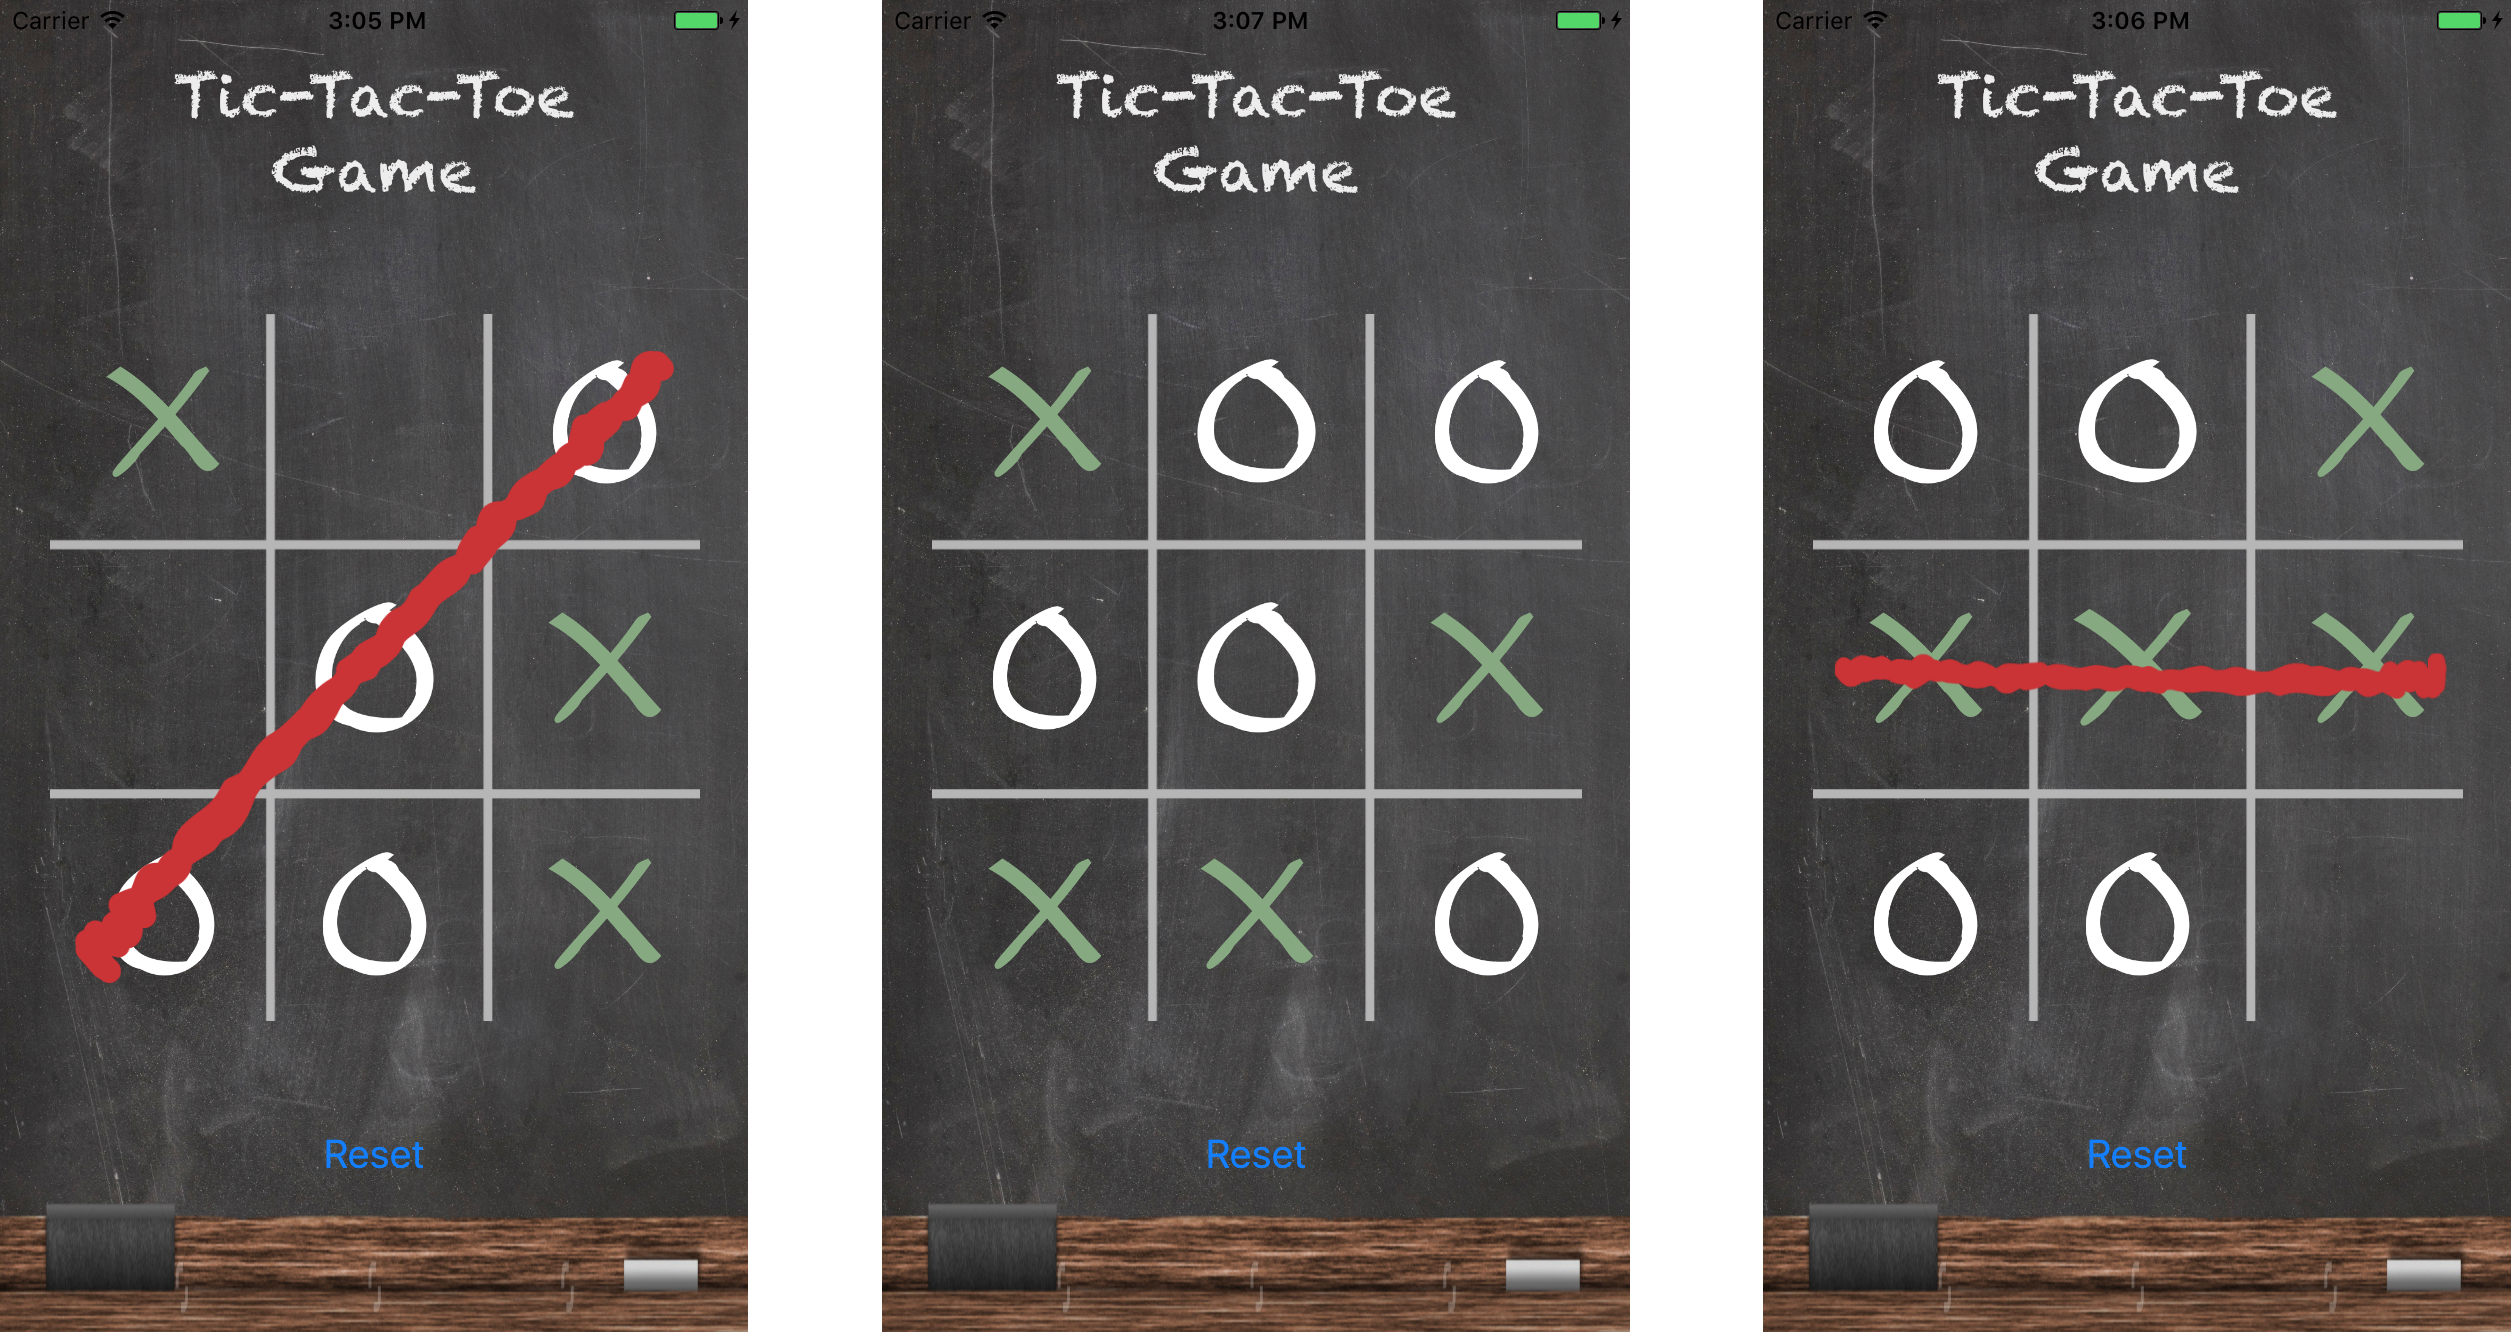 Carrier 3:05 PM
Tic-Tac-Toe
Game
X O
O X
O O X
Reset
Carrier 3:07 PM
Tic-Tac-Toe
Game
X O O
O O X
X X O
Reset
Carrier 3:06 PM
Tic-Tac-Toe
Game
O O X
X X X
O O
Reset